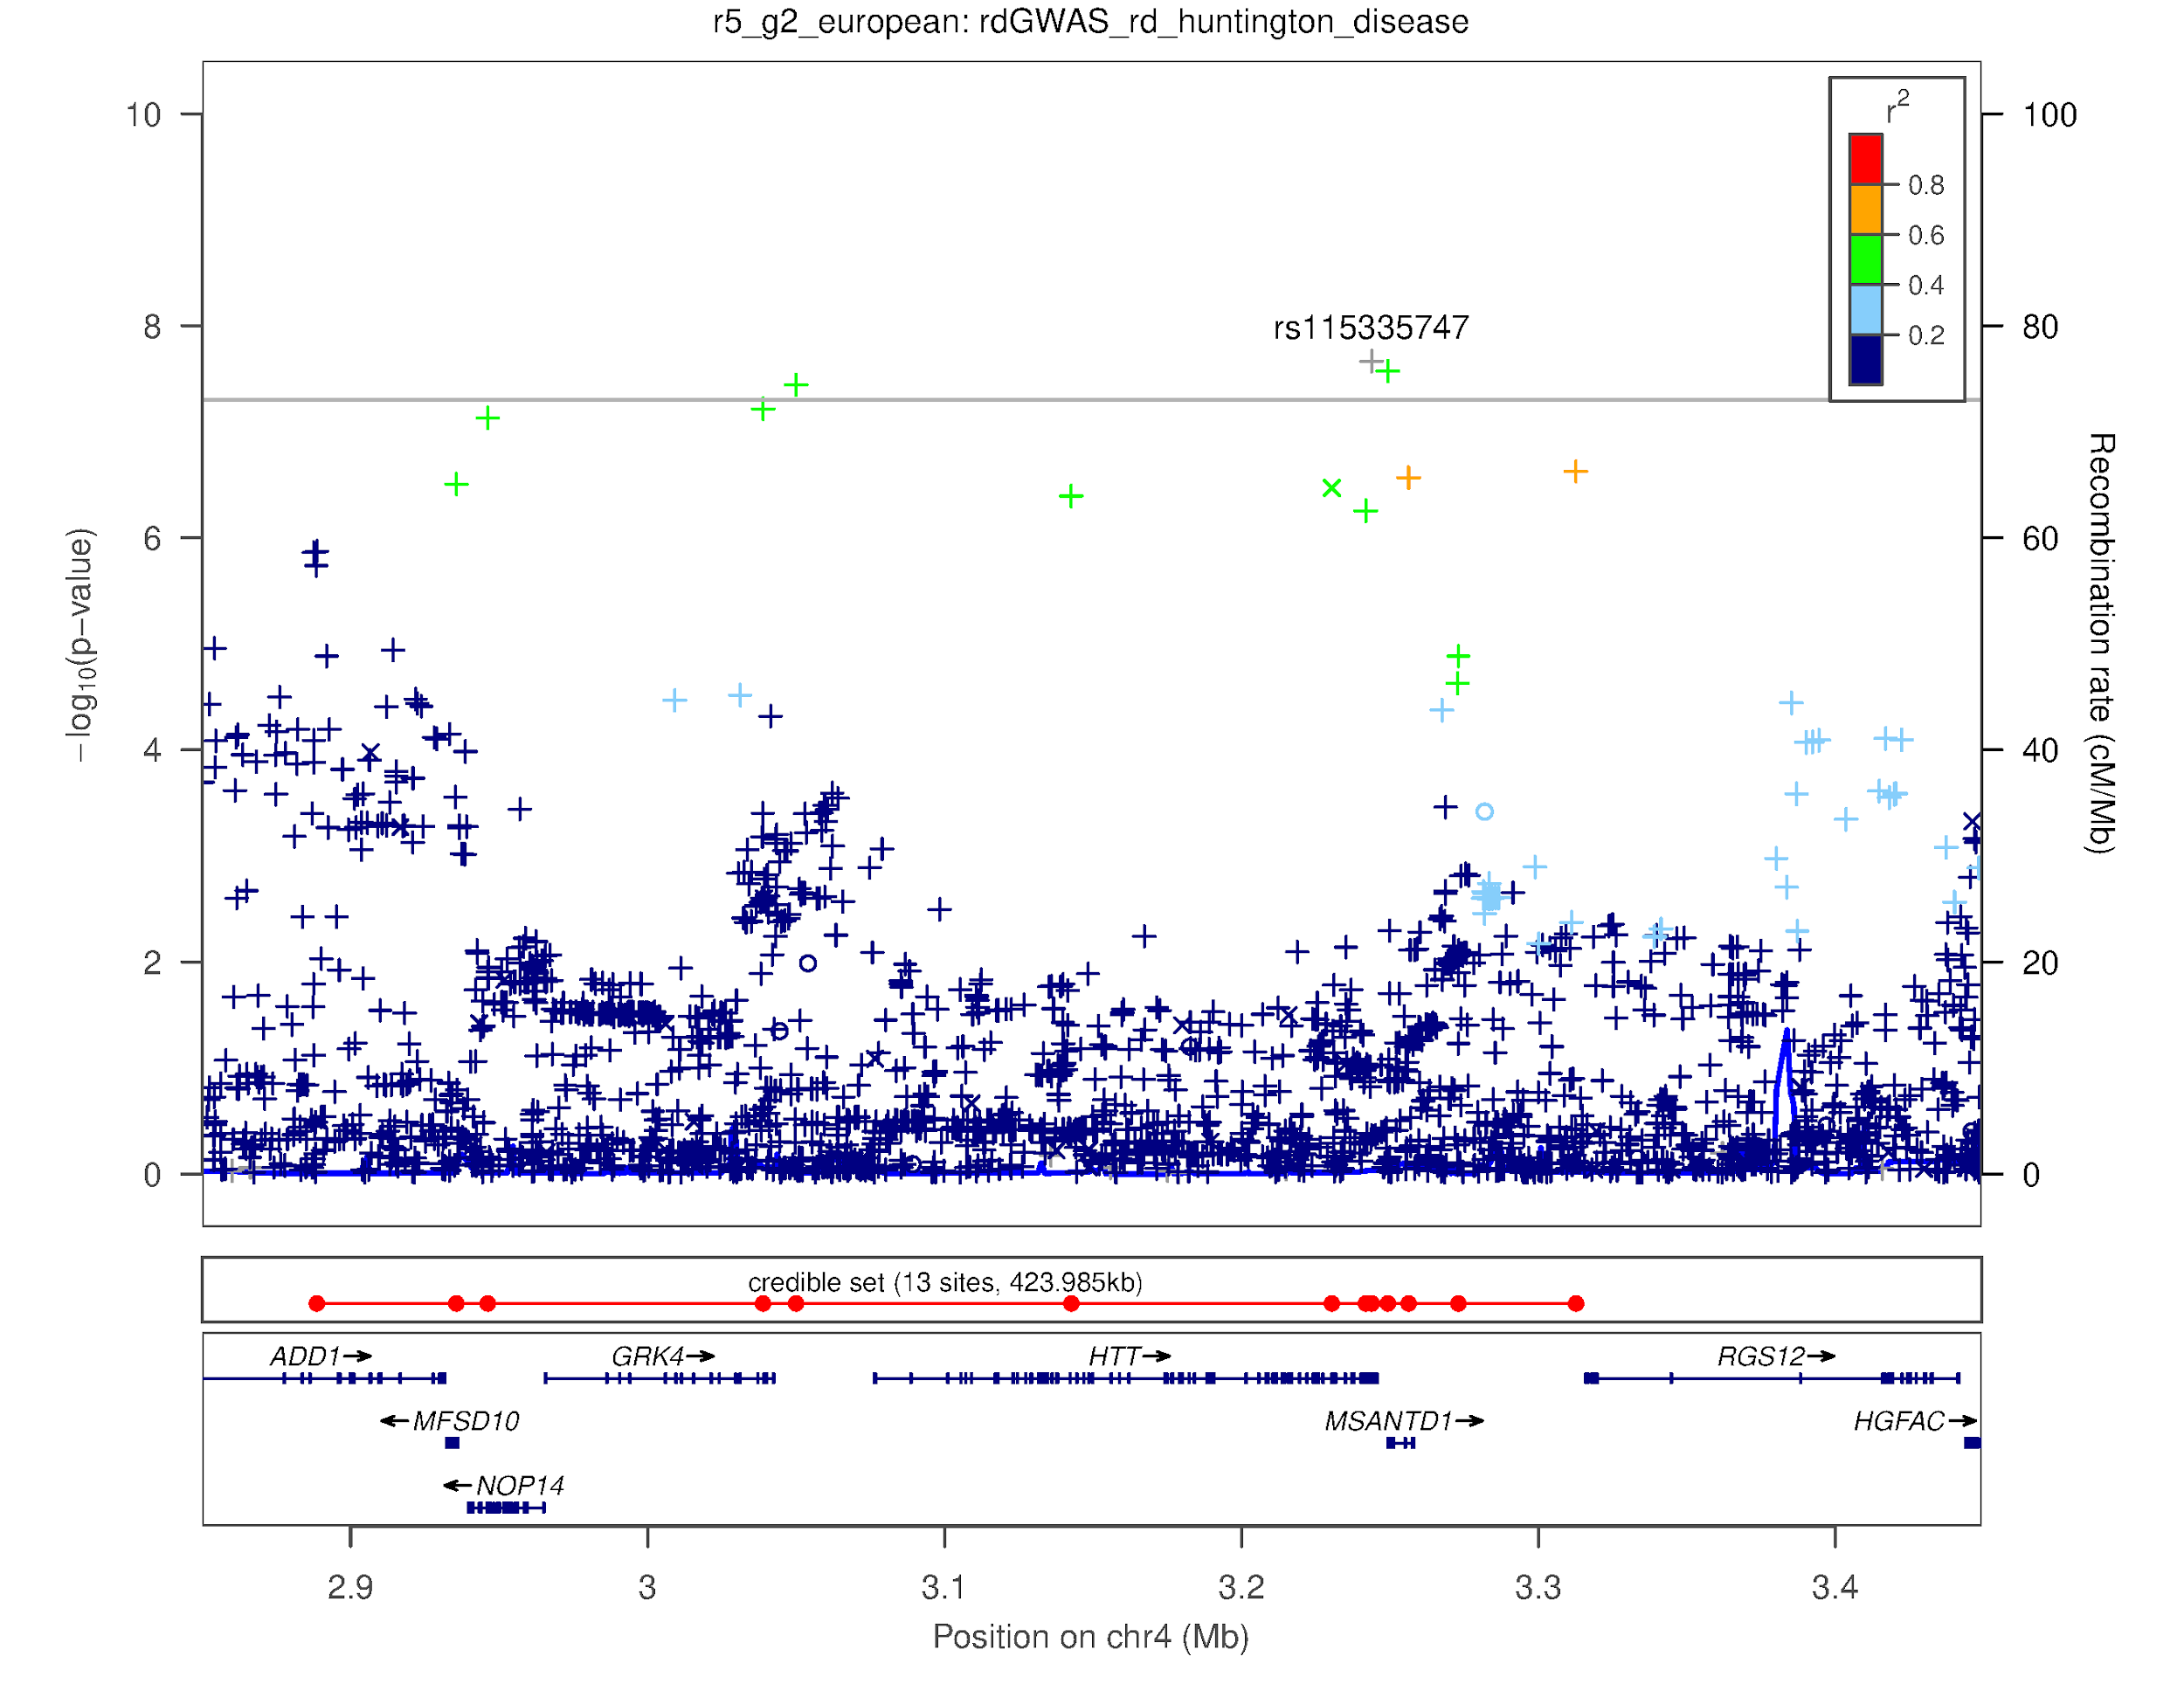 r5_g2_european: rdGWAS_rd_huntington_disease
10
8
6
4
2
0
−log10(p−value)
100
80
60
40
20
0
Recombination rate (cM/Mb)
r2
0.8
0.6
0.4
0.2
rs115335747
credible set (13 sites, 423.985kb)
ADD1→ GRK4→ HTT→ RGS12→
←MFSD10 MSANTD1→ HGFAC→
←NOP14
2.9 3 3.1 3.2 3.3 3.4
Position on chr4 (Mb)